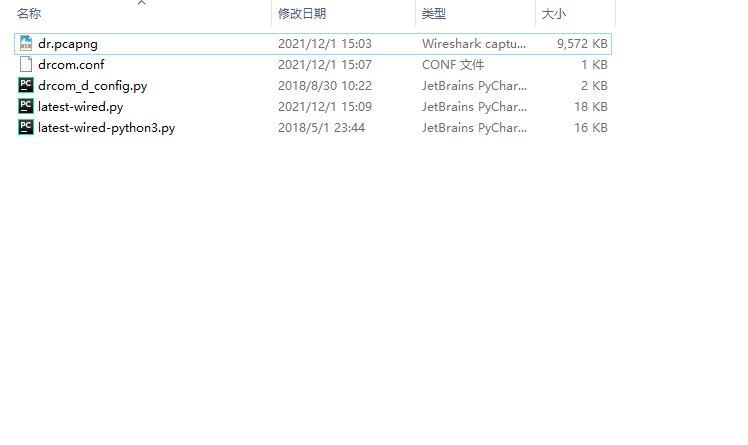 名称 修改日期 类型 大小
dr.pcapng 2021/12/1 15:03 Wireshark captu... 9,572 KB
drcom.conf 2021/12/1 15:07 CONF 文件 1 KB
drcom_d_config.py 2018/8/30 10:22 JetBrains PyChar... 2 KB
latest-wired.py 2021/12/1 15:09 JetBrains PyChar... 18 KB
latest-wired-python3.py 2018/5/1 23:44 JetBrains PyChar... 16 KB